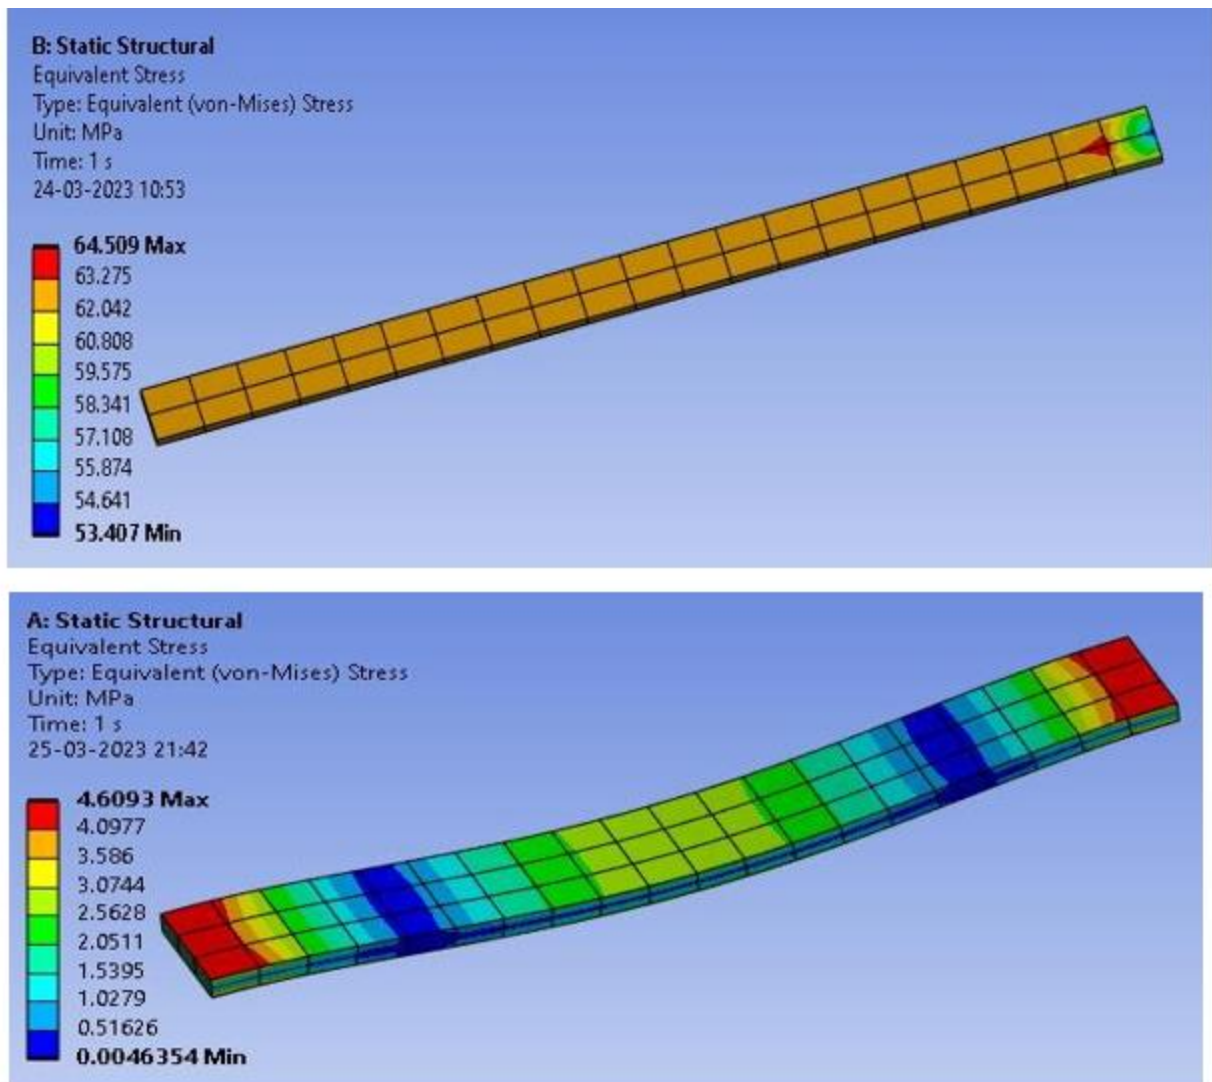 B: Static Structural
Equivalent Stress
Type: Equivalent (von-Mises) Stress
Unit: MPa
Time: 1 s
24-03-2023 10:53
64.509 Max
63.275
62.042
60.808
59.575
58.341
57.108
55.874
54.641
53.407 Min
A: Static Structural
Equivalent Stress
Type: Equivalent (von-Mises) Stress
Unit: MPa
Time: 1 s
25-03-2023 21:42
4.6093 Max
4.0977
3.586
3.0744
2.5628
2.0511
1.5395
1.0279
0.51626
0.0046354 Min